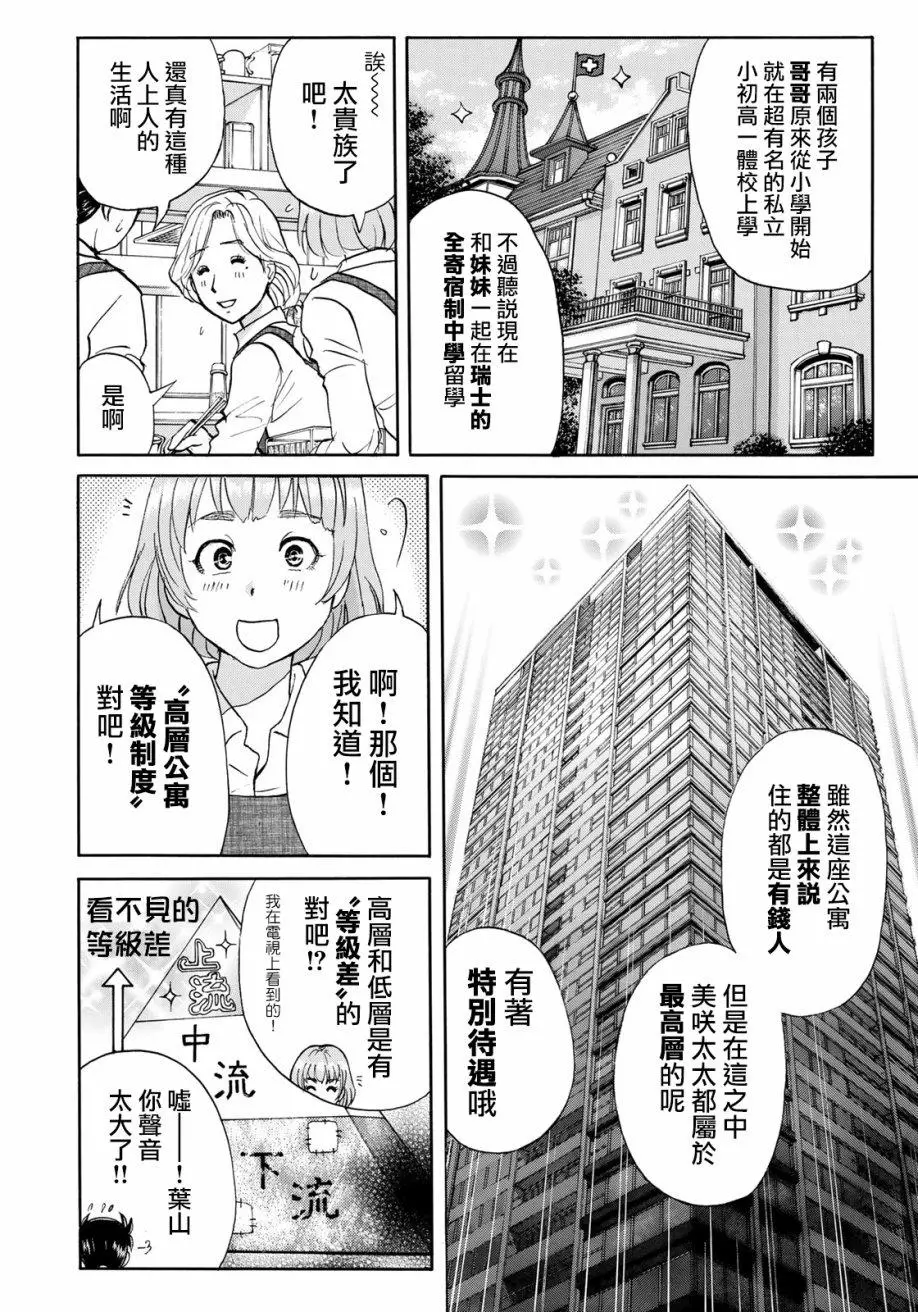 有兩個孩子
哥哥原來從小學開始
就在超有名的私立
小初高一體校上學
不過聽説現在
和妹妹一起在瑞士的
全寄宿制中學留學
誒~~~
太貴族了
吧！
還真有這種
人上人的
生活啊
是啊
雖然這座公寓
整體上來説
住的都是有錢人
但是在這之中
美咲太太都屬於
最高層的呢
有著
特別待遇哦
啊！那個！
我知道！
〝高層公寓
等級制度〞
對吧！
高層和低層是有
〝等級差〞的
對吧!?
我在電視上看到的！
看不見的
等級差
上流
中流
下流
噓——！葉山
你聲音
太大了!!